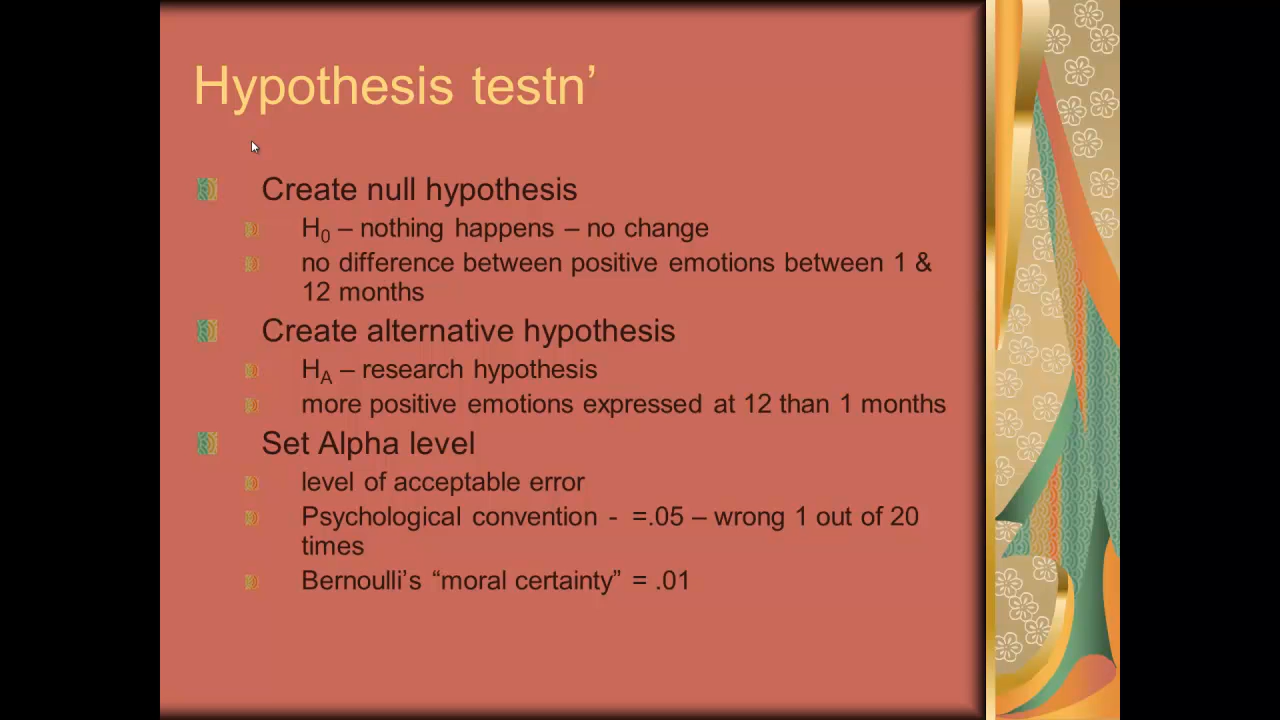 Hypothesis testn’
Create null hypothesis
H₀ – nothing happens – no change
no difference between positive emotions between 1 &
12 months
Create alternative hypothesis
H_A – research hypothesis
more positive emotions expressed at 12 than 1 months
Set Alpha level
level of acceptable error
Psychological convention - =.05 – wrong 1 out of 20
times
Bernoulli’s “moral certainty” = .01